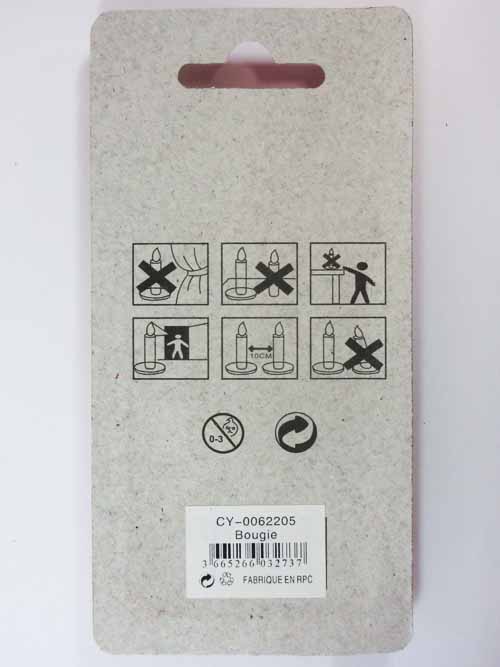 10CM
0-3
CY-0062205
Bougie
3 665266 032737
FABRIQUE EN RPC